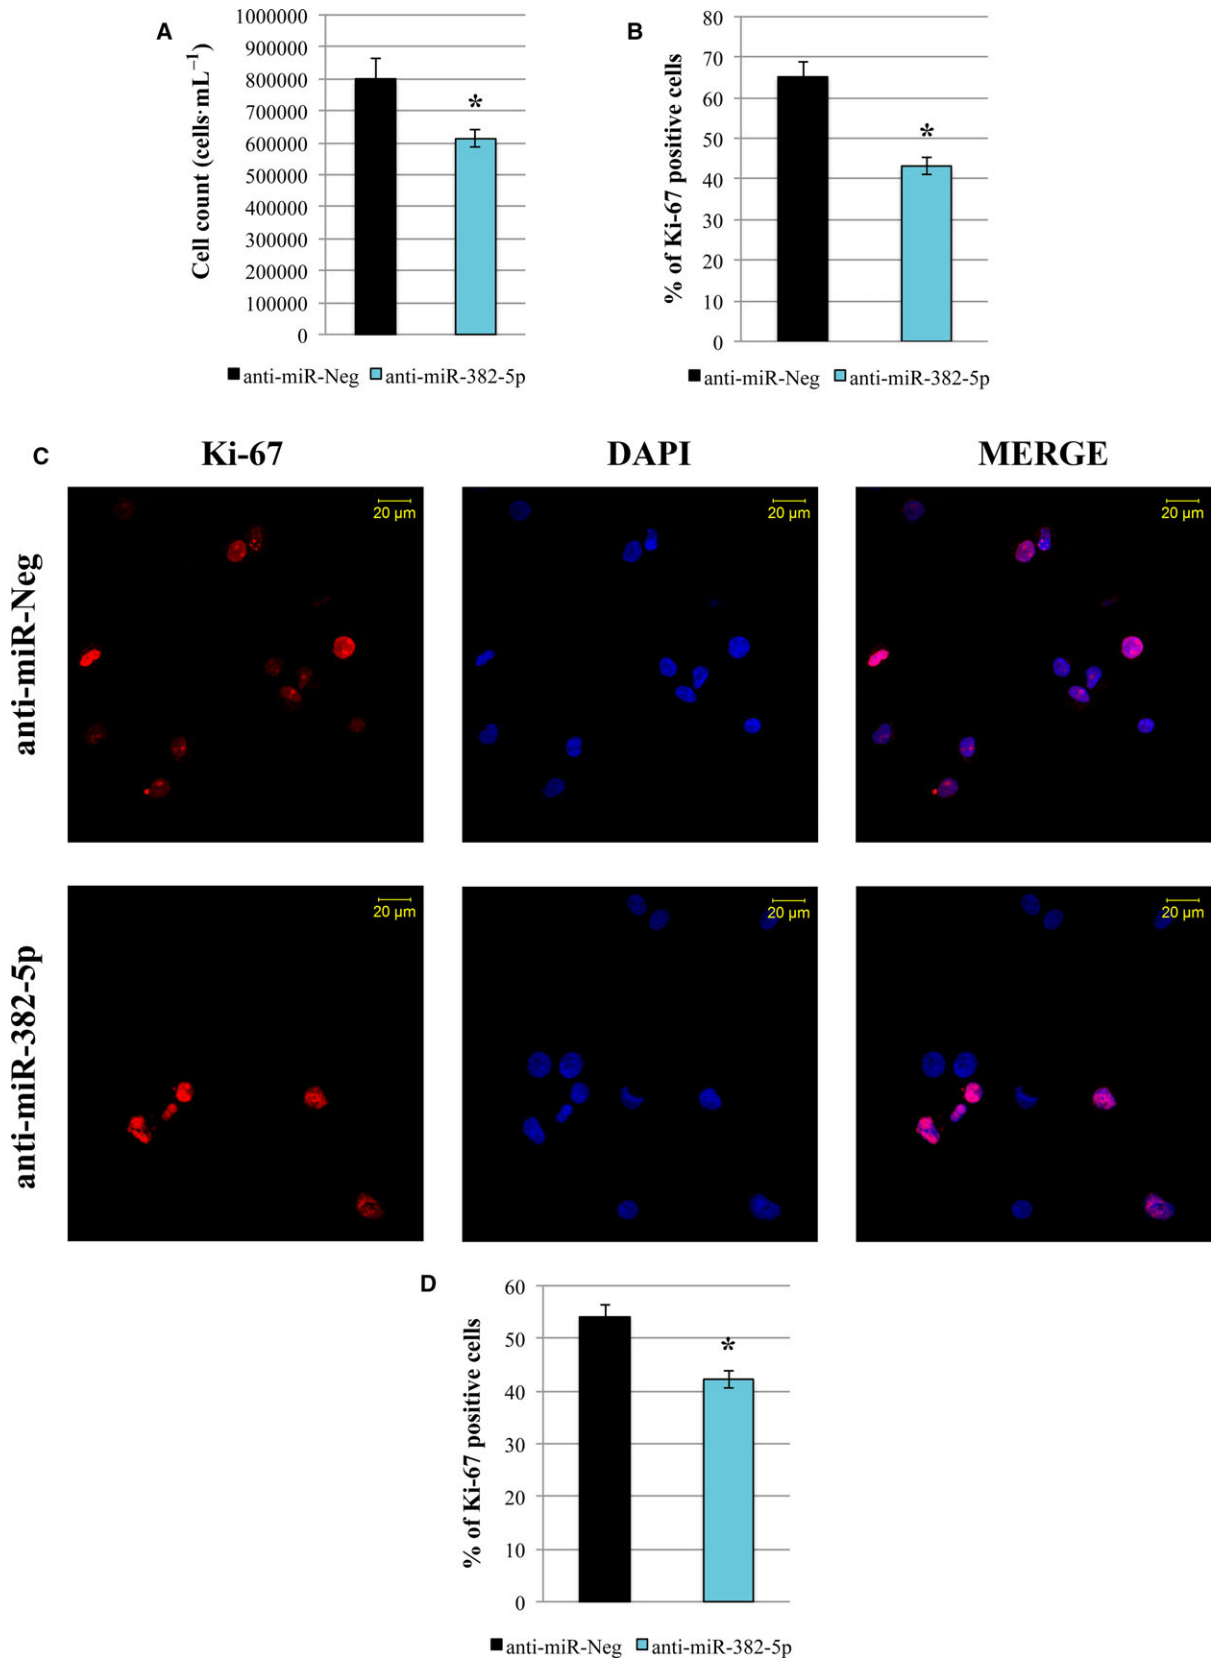 A
Cell count (cells·mL⁻¹)
1000000
900000
800000
700000
600000
500000
400000
300000
200000
100000
0
*
anti-miR-Neg anti-miR-382-5p
B
% of Ki-67 positive cells
80
70
60
50
40
30
20
10
0
*
anti-miR-Neg anti-miR-382-5p
C
Ki-67 DAPI MERGE
anti-miR-Neg
20 µm
20 µm
20 µm
anti-miR-382-5p
20 µm
20 µm
20 µm
D
% of Ki-67 positive cells
60
50
40
30
20
10
0
*
anti-miR-Neg anti-miR-382-5p